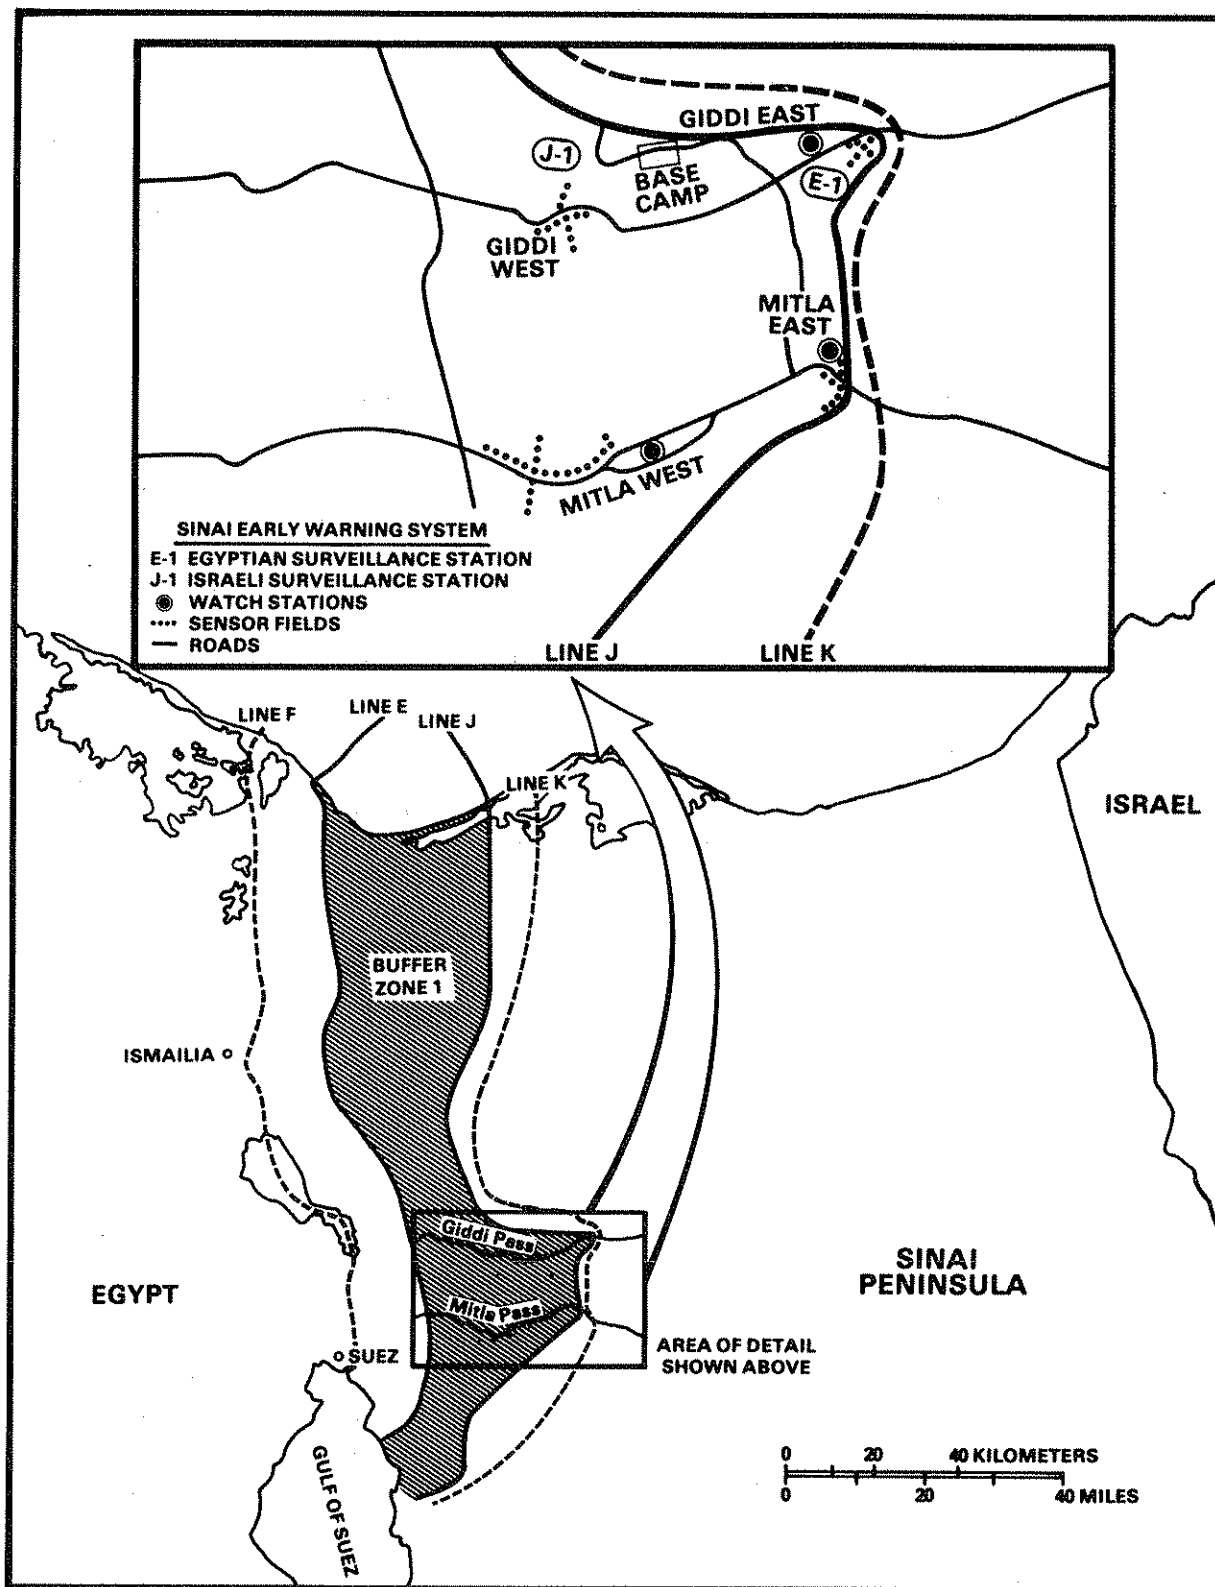 GIDDI EAST
J-1
BASE
CAMP
E-1
GIDDI
WEST
MITLA
EAST
MITLA WEST
SINAI EARLY WARNING SYSTEM
E-1 EGYPTIAN SURVEILLANCE STATION
J-1 ISRAELI SURVEILLANCE STATION
WATCH STATIONS
SENSOR FIELDS
ROADS
LINE J
LINE K
LINE F
LINE E
LINE J
LINE K
ISRAEL
BUFFER
ZONE 1
ISMAILIA
Giddi Pass
EGYPT
Mitla Pass
SINAI
PENINSULA
SUEZ
AREA OF DETAIL
SHOWN ABOVE
GULF OF SUEZ
0 20 40 KILOMETERS
0 20 40 MILES